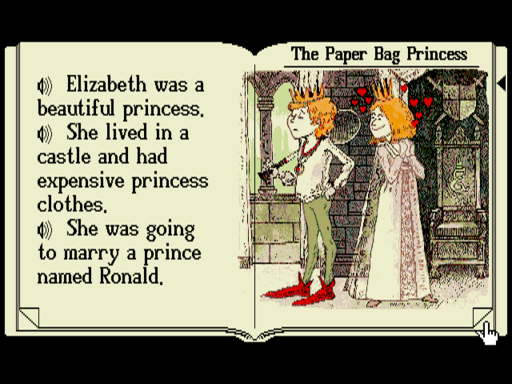 The Paper Bag Princess
Elizabeth was a
beautiful princess.
She lived in a
castle and had
expensive princess
clothes.
She was going
to marry a prince
named Ronald.